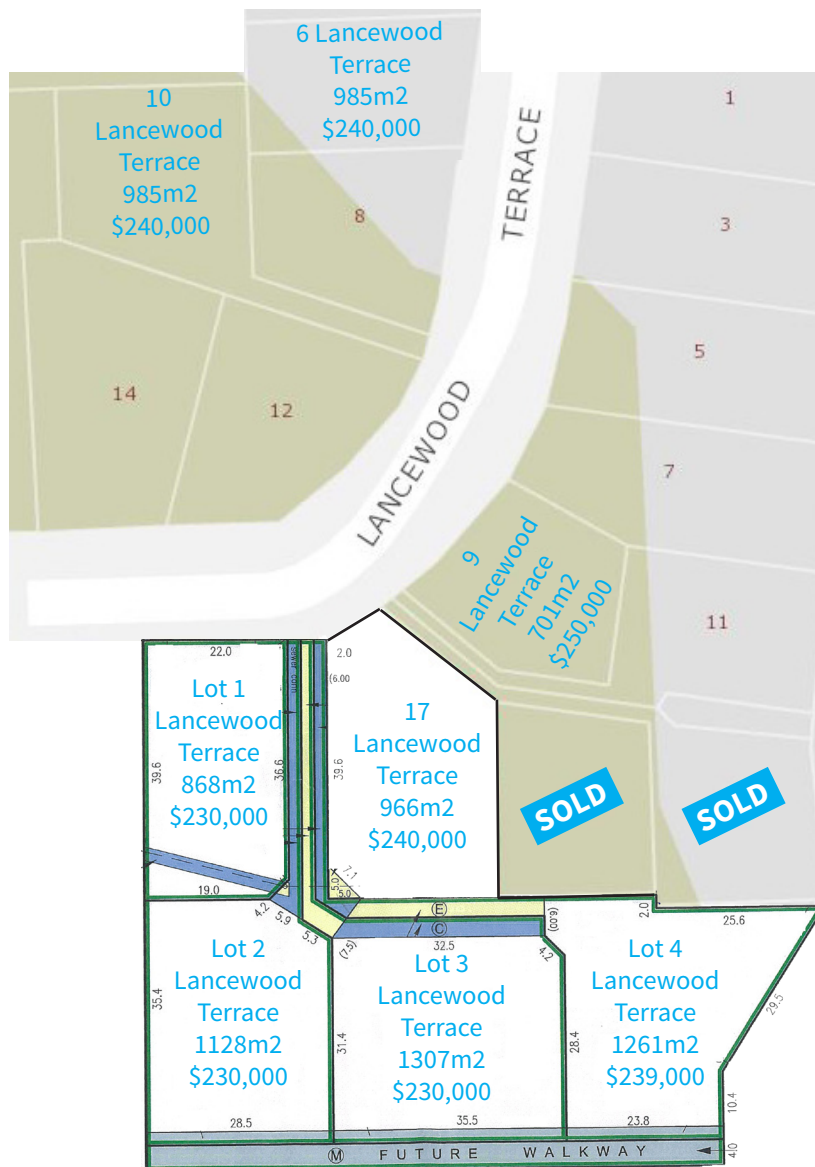 6 Lancewood
Terrace
985m2
$240,000
10
Lancewood
Terrace
985m2
$240,000
1
TERRACE
8
3
5
14
12
LANCEWOOD
7
9
Lancewood
Terrace
701m2
$250,000
11
22.0
2.0
(6.00
Lot 1
Lancewood
Terrace
868m2
$230,000
39.6
36.6
39.6
17
Lancewood
Terrace
966m2
$240,000
SOLD
SOLD
7.1
5.0
5.0
19.0
4.2
5.9
5.3
(7.5)
E
C
32.5
(6.00)
4.2
2.0
25.6
Lot 2
Lancewood
Terrace
1128m2
$230,000
35.4
31.4
Lot 3
Lancewood
Terrace
1307m2
$230,000
28.4
Lot 4
Lancewood
Terrace
1261m2
$239,000
29.5
10.4
28.5
35.5
23.8
M FUTURE WALKWAY
4.0